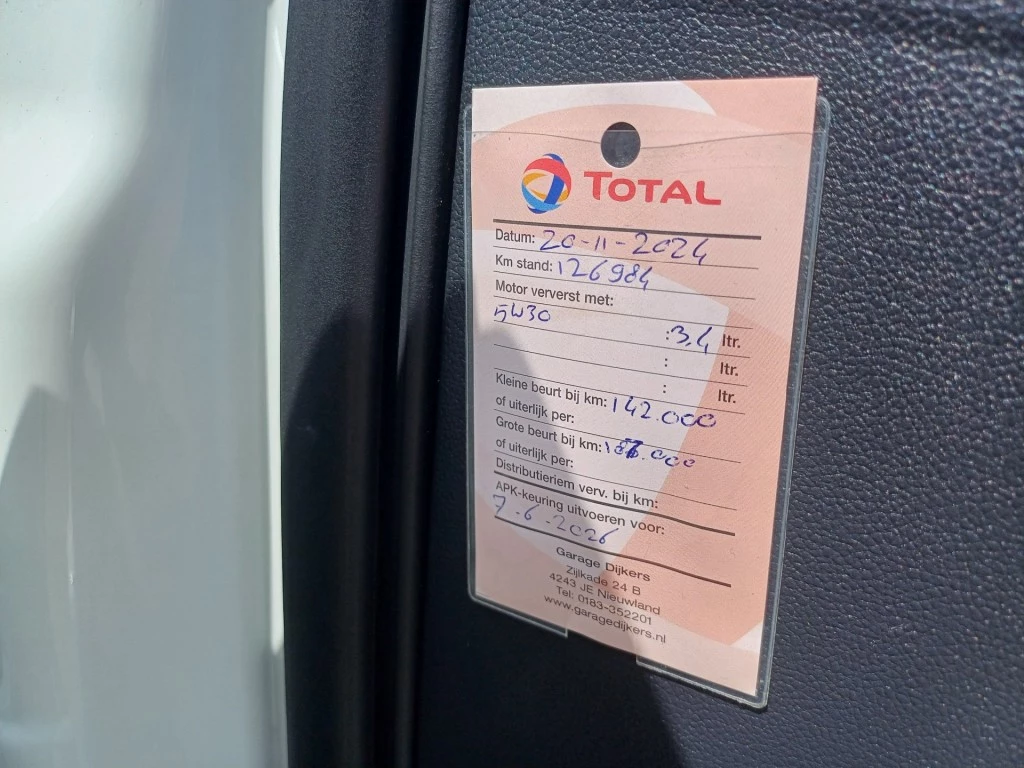 TOTAL
Datum: 20-11-2024
Km stand: 126984
Motor ververst met:
5W30 :3,4 ltr.
: ltr.
: ltr.
Kleine beurt bij km: 142.000
of uiterlijk per:
Grote beurt bij km:
of uiterlijk per:
Distributieriem verv. bij km:
APK-keuring uitvoeren voor:
7-6-2026
Garage Dijkers
Zijlkade 24 B
4243 JE Nieuwland
Tel: 0183-352201
www.garagedijkers.nl